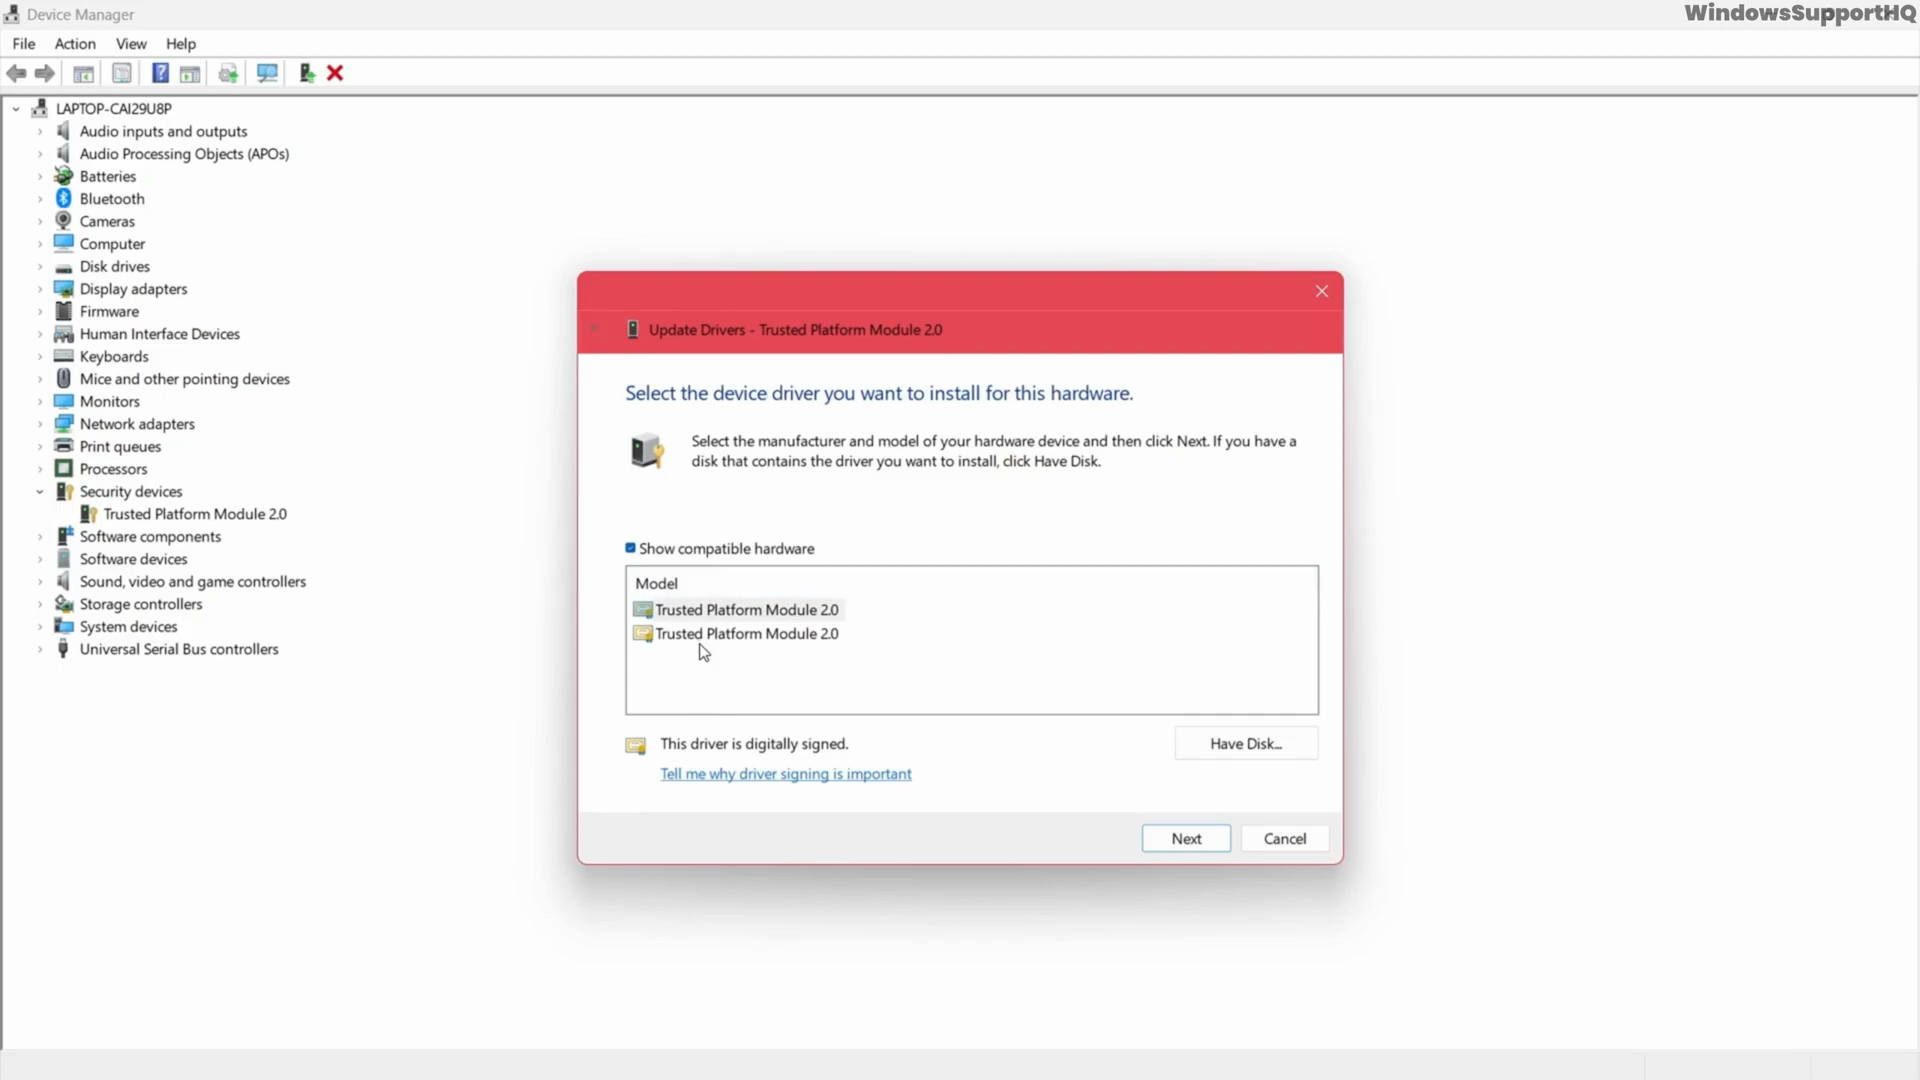 Device Manager
WindowsSupportHQ
File Action View Help
LAPTOP-CAI29U8P
Audio inputs and outputs
Audio Processing Objects (APOs)
Batteries
Bluetooth
Cameras
Computer
Disk drives
Display adapters
Firmware
Human Interface Devices
Keyboards
Mice and other pointing devices
Monitors
Network adapters
Print queues
Processors
Security devices
Trusted Platform Module 2.0
Software components
Software devices
Sound, video and game controllers
Storage controllers
System devices
Universal Serial Bus controllers
Update Drivers - Trusted Platform Module 2.0
Select the device driver you want to install for this hardware.
Select the manufacturer and model of your hardware device and then click Next. If you have a
disk that contains the driver you want to install, click Have Disk.
Show compatible hardware
Model
Trusted Platform Module 2.0
Trusted Platform Module 2.0
This driver is digitally signed.
Have Disk...
Tell me why driver signing is important
Next
Cancel